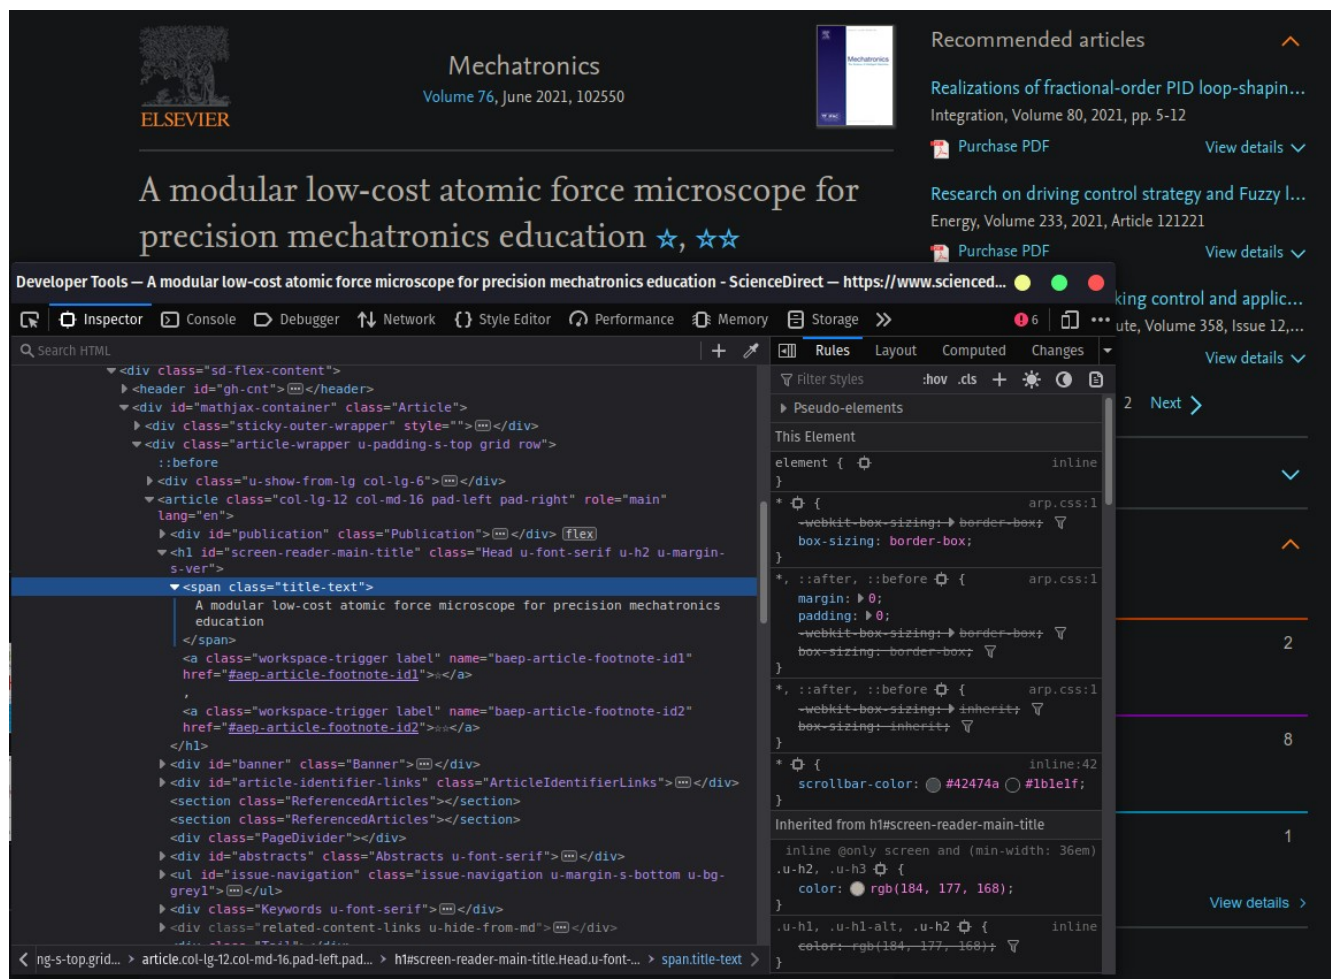 Mechatronics
Volume 76, June 2021, 102550
ELSEVIER
Mechatronics
A modular low-cost atomic force microscope for
precision mechatronics education ☆, ☆☆
Recommended articles
Realizations of fractional-order PID loop-shapin...
Integration, Volume 80, 2021, pp. 5-12
Purchase PDF View details
Research on driving control strategy and Fuzzy l...
Energy, Volume 233, 2021, Article 121221
Purchase PDF View details
king control and applic...
ute, Volume 358, Issue 12,...
View details
2 Next
2
8
1
View details
Developer Tools — A modular low-cost atomic force microscope for precision mechatronics education - ScienceDirect — https://www.scienced...
Inspector Console Debugger Network {} Style Editor Performance Memory Storage 6
Search HTML
<div class="sd-flex-content">
<header id="gh-cnt"></header>
<div id="mathjax-container" class="Article">
<div class="sticky-outer-wrapper" style=""></div>
<div class="article-wrapper u-padding-s-top grid row">
::before
<div class="u-show-from-lg col-lg-6"></div>
<article class="col-lg-12 col-md-16 pad-left pad-right" role="main"
lang="en">
<div id="publication" class="Publication"></div> flex
<h1 id="screen-reader-main-title" class="Head u-font-serif u-h2 u-margin-
s-ver">
<span class="title-text">
A modular low-cost atomic force microscope for precision mechatronics
education
</span>
<a class="workspace-trigger label" name="baep-article-footnote-id1"
href="#aep-article-footnote-id1">☆</a>
,
<a class="workspace-trigger label" name="baep-article-footnote-id2"
href="#aep-article-footnote-id2">☆☆</a>
</h1>
<div id="banner" class="Banner"></div>
<div id="article-identifier-links" class="ArticleIdentifierLinks"></div>
<section class="ReferencedArticles"></section>
<section class="ReferencedArticles"></section>
<div class="PageDivider"></div>
<div id="abstracts" class="Abstracts u-font-serif"></div>
<ul id="issue-navigation" class="issue-navigation u-margin-s-bottom u-bg-
grey1"></ul>
<div class="Keywords u-font-serif"></div>
<div class="related-content-links u-hide-from-md"></div>
ng-s-top.grid... > article.col-lg-12.col-md-16.pad-left.pad... > h1#screen-reader-main-title.Head.u-font-... > span.title-text
Rules Layout Computed Changes
Filter Styles :hov .cls +
Pseudo-elements
This Element
element { inline
}
* { arp.css:1
-webkit-box-sizing: border-box;
box-sizing: border-box;
}
*, ::after, ::before { arp.css:1
margin: 0;
padding: 0;
-webkit-box-sizing: border-box;
box-sizing: border-box;
}
*, ::after, ::before { arp.css:1
-webkit-box-sizing: inherit;
box-sizing: inherit;
}
* { inline:42
scrollbar-color: #42474a #1b1e1f;
}
Inherited from h1#screen-reader-main-title
inline @only screen and (min-width: 36em)
.u-h2, .u-h3 {
color: rgb(184, 177, 168);
}
.u-h1, .u-h1-alt, .u-h2 { inline
color: rgb(184, 177, 168);
}